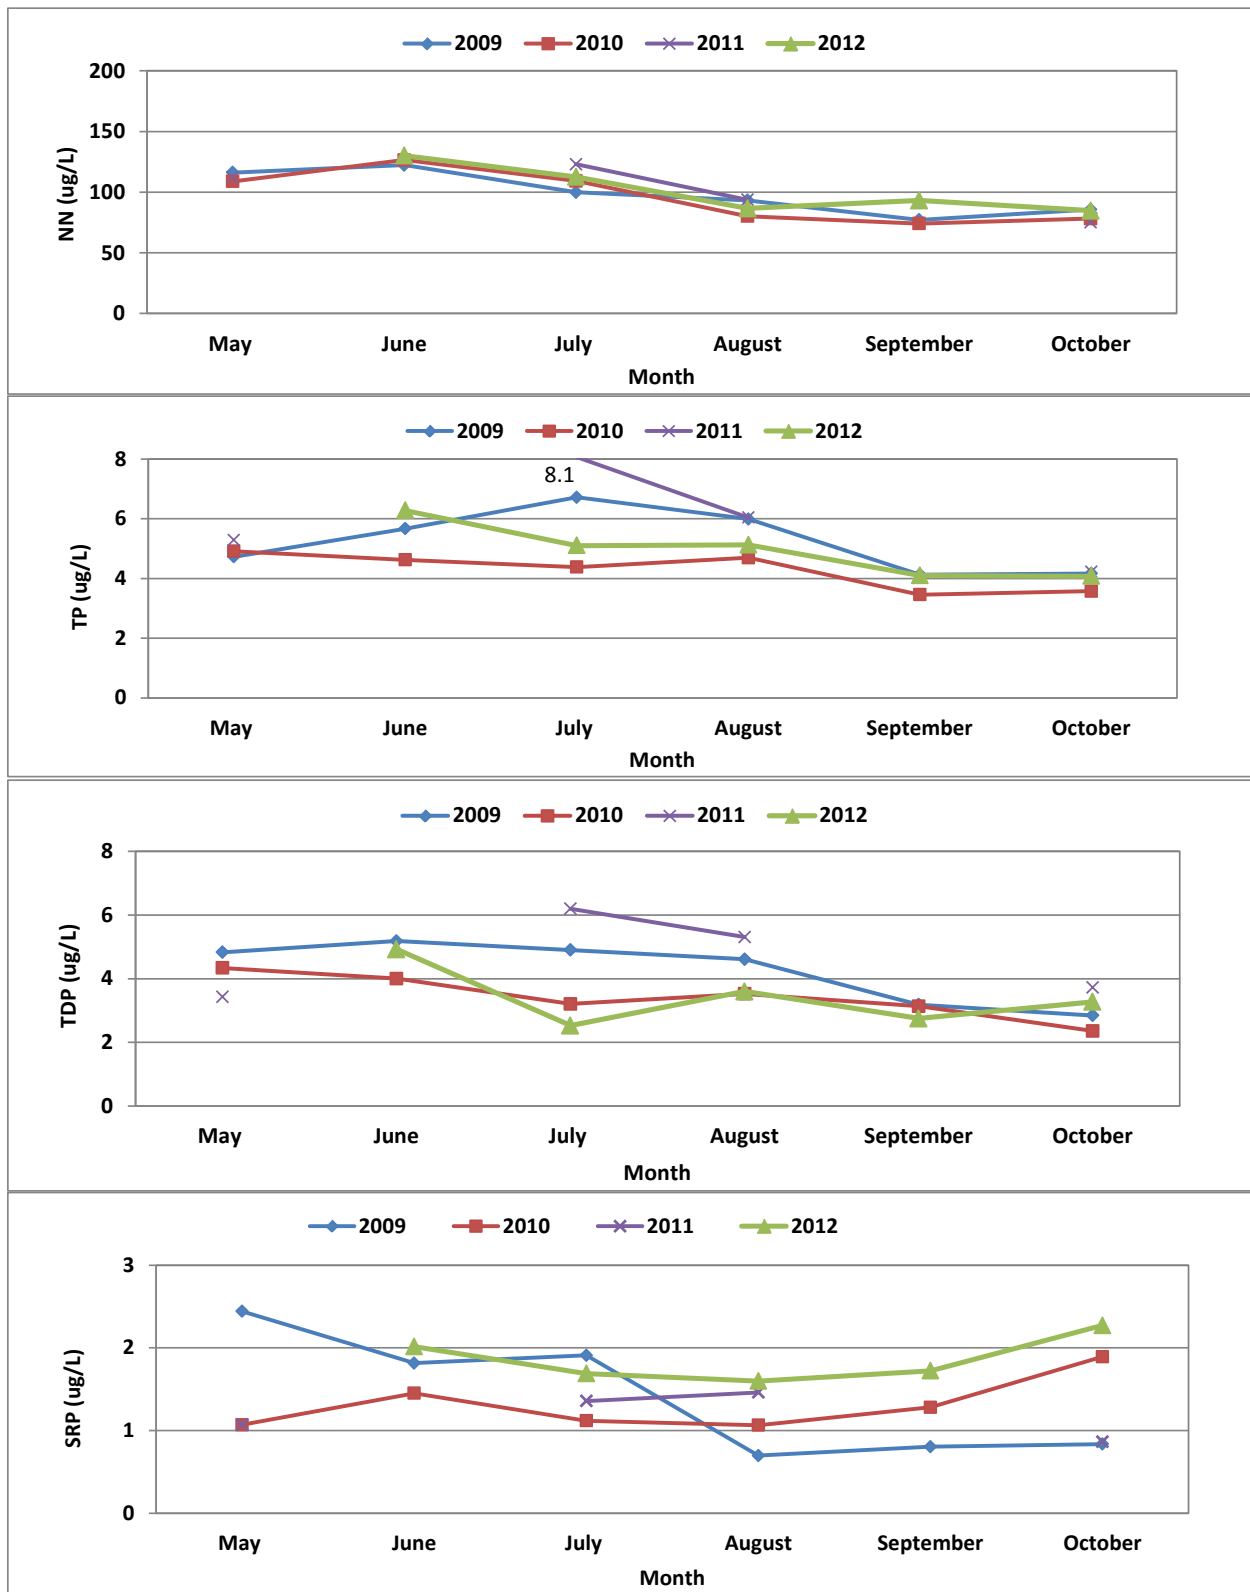 2009 2010 2011 2012
200
150
100
50
0
NN (ug/L)
May June July August September October
Month
2009 2010 2011 2012
8
6
4
2
0
8.1
TP (ug/L)
May June July August September October
Month
2009 2010 2011 2012
8
6
4
2
0
TDP (ug/L)
May June July August September October
Month
2009 2010 2011 2012
3
2
1
0
SRP (ug/L)
May June July August September October
Month